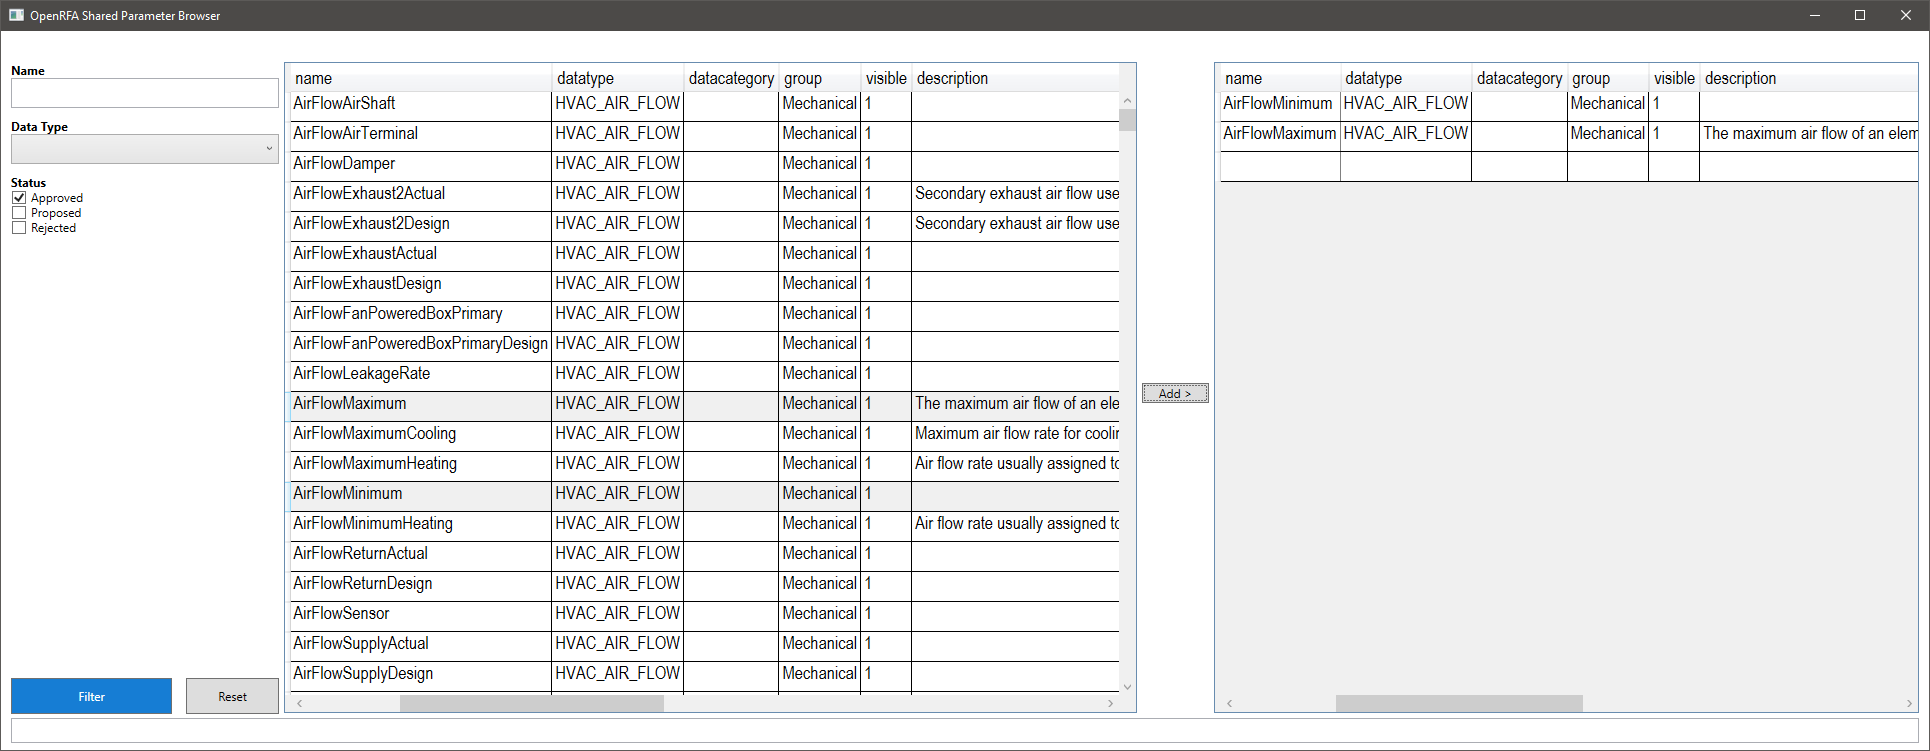 OpenRFA Shared Parameter Browser
Name
Data Type
Status
Approved
Proposed
Rejected
Filter
Reset
name datatype datacategory group visible description
AirFlowAirShaft HVAC_AIR_FLOW Mechanical 1
AirFlowAirTerminal HVAC_AIR_FLOW Mechanical 1
AirFlowDamper HVAC_AIR_FLOW Mechanical 1
AirFlowExhaust2Actual HVAC_AIR_FLOW Mechanical 1 Secondary exhaust air flow use
AirFlowExhaust2Design HVAC_AIR_FLOW Mechanical 1 Secondary exhaust air flow use
AirFlowExhaustActual HVAC_AIR_FLOW Mechanical 1
AirFlowExhaustDesign HVAC_AIR_FLOW Mechanical 1
AirFlowFanPoweredBoxPrimary HVAC_AIR_FLOW Mechanical 1
AirFlowFanPoweredBoxPrimaryDesign HVAC_AIR_FLOW Mechanical 1
AirFlowLeakageRate HVAC_AIR_FLOW Mechanical 1
AirFlowMaximum HVAC_AIR_FLOW Mechanical 1 The maximum air flow of an ele
AirFlowMaximumCooling HVAC_AIR_FLOW Mechanical 1 Maximum air flow rate for coolin
AirFlowMaximumHeating HVAC_AIR_FLOW Mechanical 1 Air flow rate usually assigned to
AirFlowMinimum HVAC_AIR_FLOW Mechanical 1
AirFlowMinimumHeating HVAC_AIR_FLOW Mechanical 1 Air flow rate usually assigned to
AirFlowReturnActual HVAC_AIR_FLOW Mechanical 1
AirFlowReturnDesign HVAC_AIR_FLOW Mechanical 1
AirFlowSensor HVAC_AIR_FLOW Mechanical 1
AirFlowSupplyActual HVAC_AIR_FLOW Mechanical 1
AirFlowSupplyDesign HVAC_AIR_FLOW Mechanical 1
Add >
name datatype datacategory group visible description
AirFlowMinimum HVAC_AIR_FLOW Mechanical 1
AirFlowMaximum HVAC_AIR_FLOW Mechanical 1 The maximum air flow of an elem